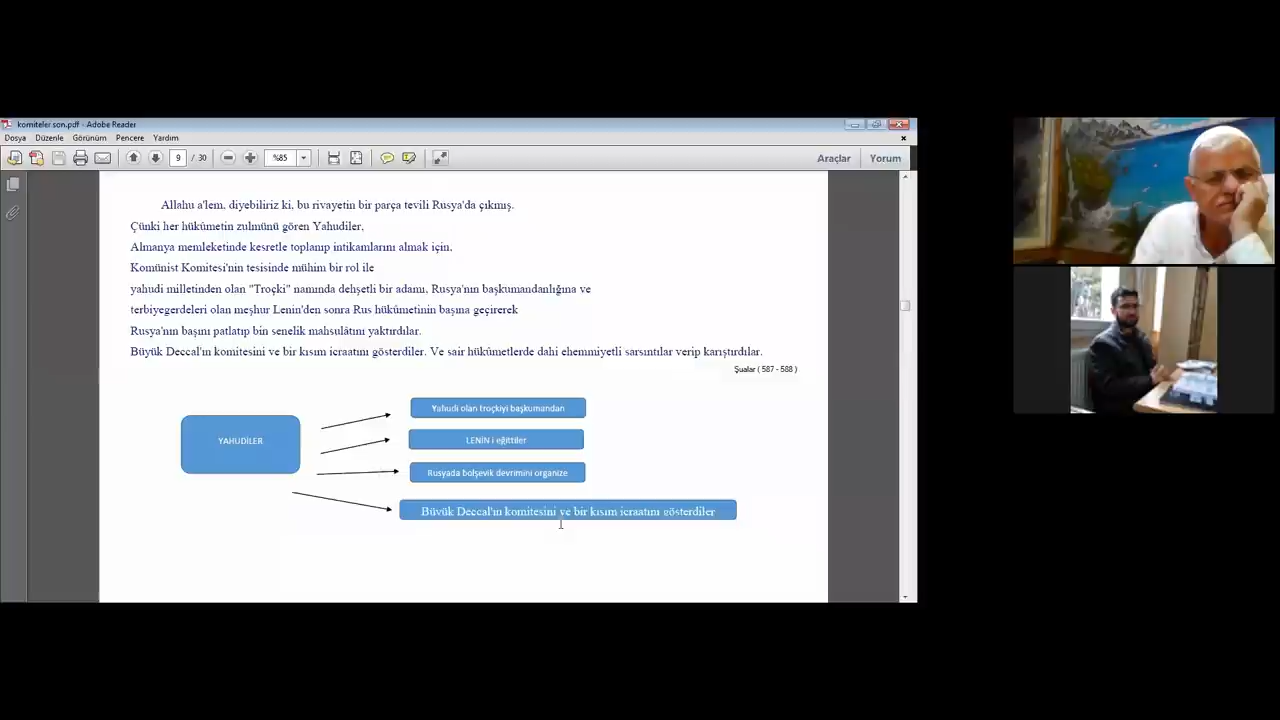 komiteler son.pdf - Adobe Reader
Dosya Düzenle Görünüm Pencere Yardım
9 / 30 %85 Araçlar Yorum
Allahu a'lem, diyebiliriz ki, bu rivayetin bir parça tevili Rusya'da çıkmış.
Çünki her hükûmetin zulmünü gören Yahudiler,
Almanya memleketinde kesretle toplanıp intikamlarını almak için,
Komünist Komitesi'nin tesisinde mühim bir rol ile
yahudi milletinden olan "Troçki" namında dehşetli bir adamı, Rusya'nın başkumandanlığına ve
terbiyegerdeleri olan meşhur Lenin'den sonra Rus hükûmetinin başına geçirerek
Rusya'nın başını patlatıp bin senelik mahsulâtını yaktırdılar.
Büyük Deccal'ın komitesini ve bir kısım icraatını gösterdiler. Ve sair hükûmetlerde dahi ehemmiyetli sarsıntılar verip karıştırdılar.
Şualar ( 587 - 588 )
YAHUDİLER
Yahudi olan troçkiyi başkumandan
LENİN i eğittiler
Rusyada bolşevik devrimini organize
Büyük Deccal'ın komitesini ve bir kısım icraatını gösterdiler